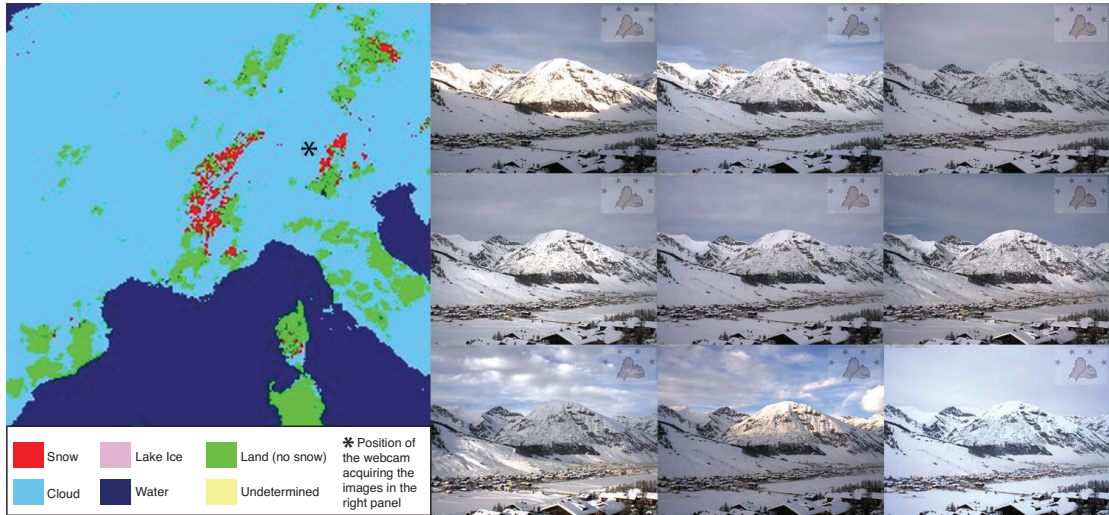 Snow
Lake Ice
Land (no snow)
Cloud
Water
Undetermined
* Position of
the webcam
acquiring the
images in the
right panel